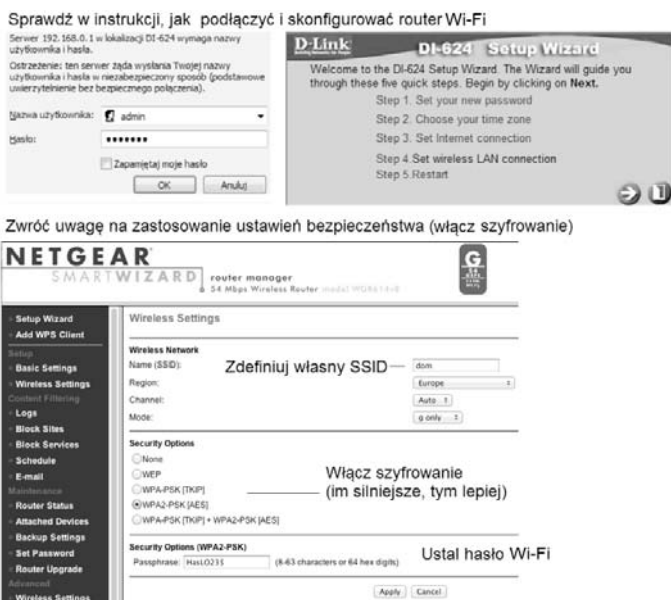 Sprawdź w instrukcji, jak podłączyć i skonfigurować router Wi-Fi
Serwer 192.168.0.1 w lokalizacji DI-624 wymaga nazwy
użytkownika i hasła.
Ostrzeżenie: ten serwer żąda wysłania Twojej nazwy
użytkownika i hasła w niezabezpieczony sposób (podstawowe
uwierzytelnienie bez bezpiecznego połączenia).
Nazwa użytkownika: admin
Hasło: •••••••
Zapamiętaj moje hasło
OK Anuluj
D-Link
DI-624 Setup Wizard
Welcome to the DI-624 Setup Wizard. The Wizard will guide you
through these five quick steps. Begin by clicking on Next.
Step 1. Set your new password
Step 2. Choose your time zone
Step 3. Set Internet connection
Step 4.Set wireless LAN connection
Step 5.Restart
Zwróć uwagę na zastosowanie ustawień bezpieczeństwa (włącz szyfrowanie)
NETGEAR
SMARTWIZARD router manager
54 Mbps Wireless Router model WGR614v8
G
54
Setup Wizard
Add WPS Client
Setup
Basic Settings
Wireless Settings
Content Filtering
Logs
Block Sites
Block Services
Schedule
E-mail
Maintenance
Router Status
Attached Devices
Backup Settings
Set Password
Router Upgrade
Advanced
Wireless Settings
Wireless Settings
Wireless Network
Name (SSID): Zdefiniuj własny SSID dom
Region: Europe
Channel: Auto
Mode: g only
Security Options
None
WEP
WPA-PSK [TKIP]
WPA2-PSK [AES]
WPA-PSK [TKIP] + WPA2-PSK [AES]
Włącz szyfrowanie
(im silniejsze, tym lepiej)
Security Options (WPA2-PSK)
Passphrase: HasLO235 (8-63 characters or 64 hex digits) Ustal hasło Wi-Fi
Apply Cancel